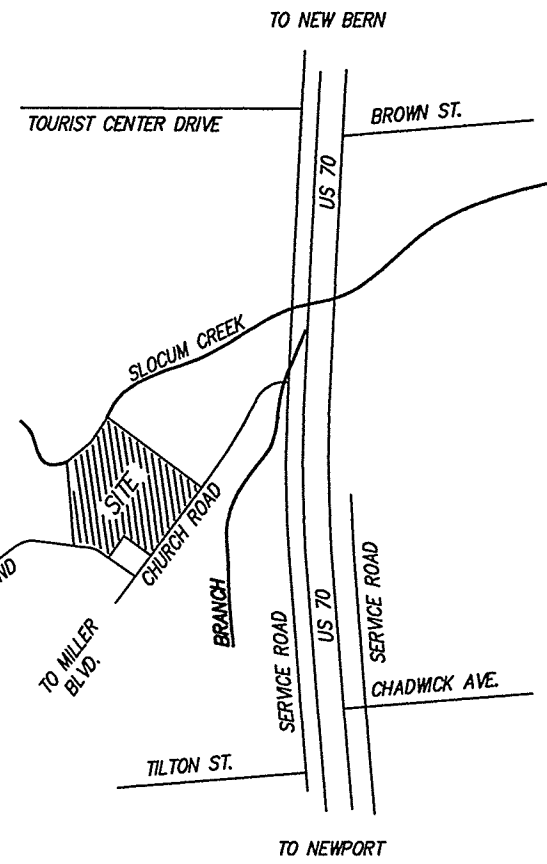 TO NEW BERN
TOURIST CENTER DRIVE
BROWN ST.
US 70
SLOCUM CREEK
SITE
CHURCH ROAD
TO MILLER
BLVD.
BRANCH
SERVICE ROAD
US 70
SERVICE ROAD
CHADWICK AVE.
TILTON ST.
TO NEWPORT